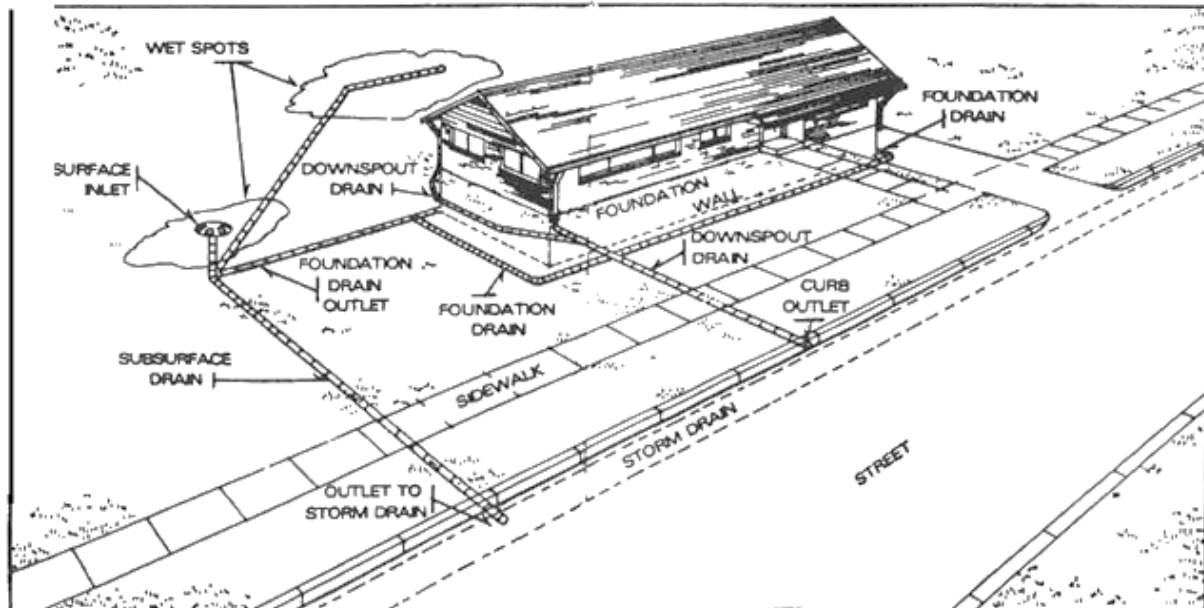 WET SPOTS
FOUNDATION
DRAIN
SURFACE
INLET
DOWNSPOUT
DRAIN
FOUNDATION
WALL
FOUNDATION
DRAIN
OUTLET
FOUNDATION
DRAIN
DOWNSPOUT
DRAIN
CURB
OUTLET
SUBSURFACE
DRAIN
SIDEWALK
STORM DRAIN
STREET
OUTLET TO
STORM DRAIN